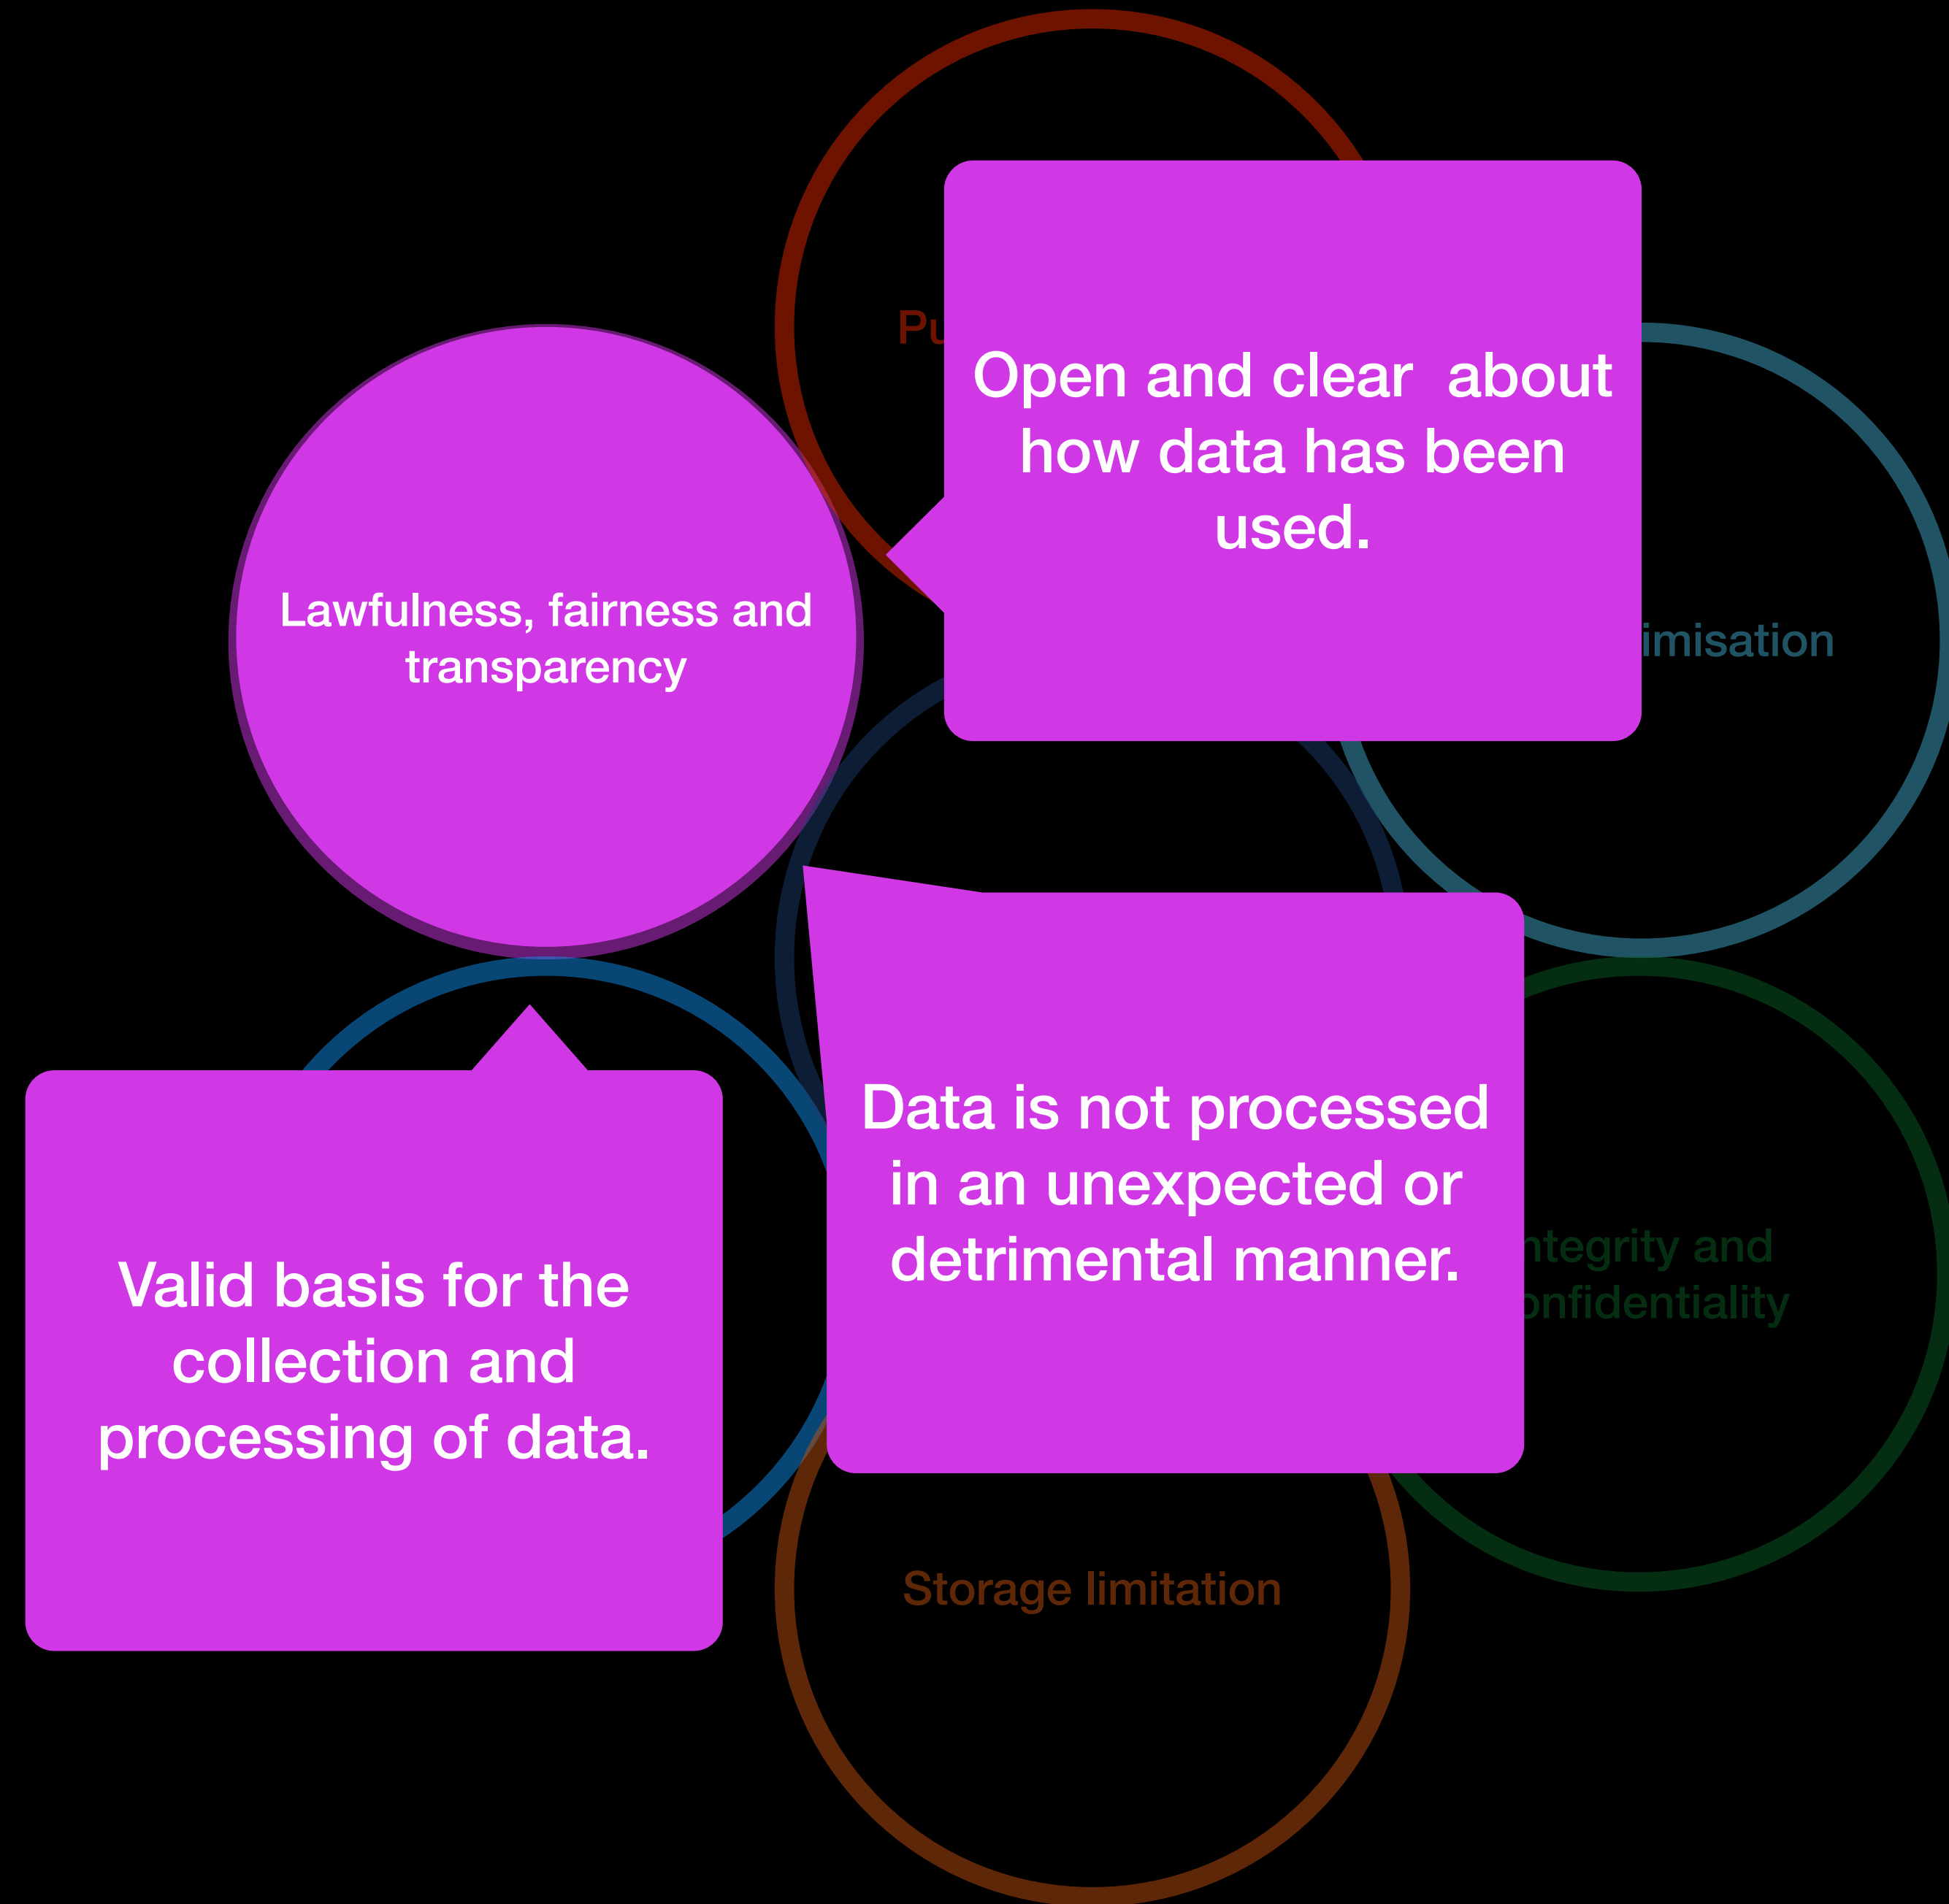 Open and clear about
how data has been
used.
Lawfulness, fairness and
transparency
Data is not processed
in an unexpected or
detrimental manner.
Valid basis for the
collection and
processing of data.
and
Storage limitation